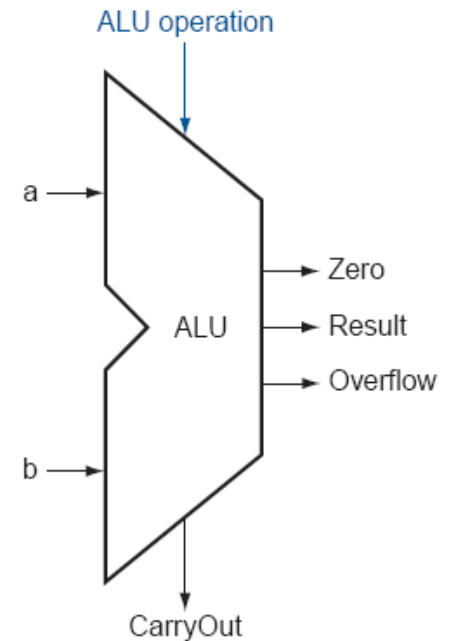 ALU operation
a
Zero
ALU
Result
Overflow
b
CarryOut